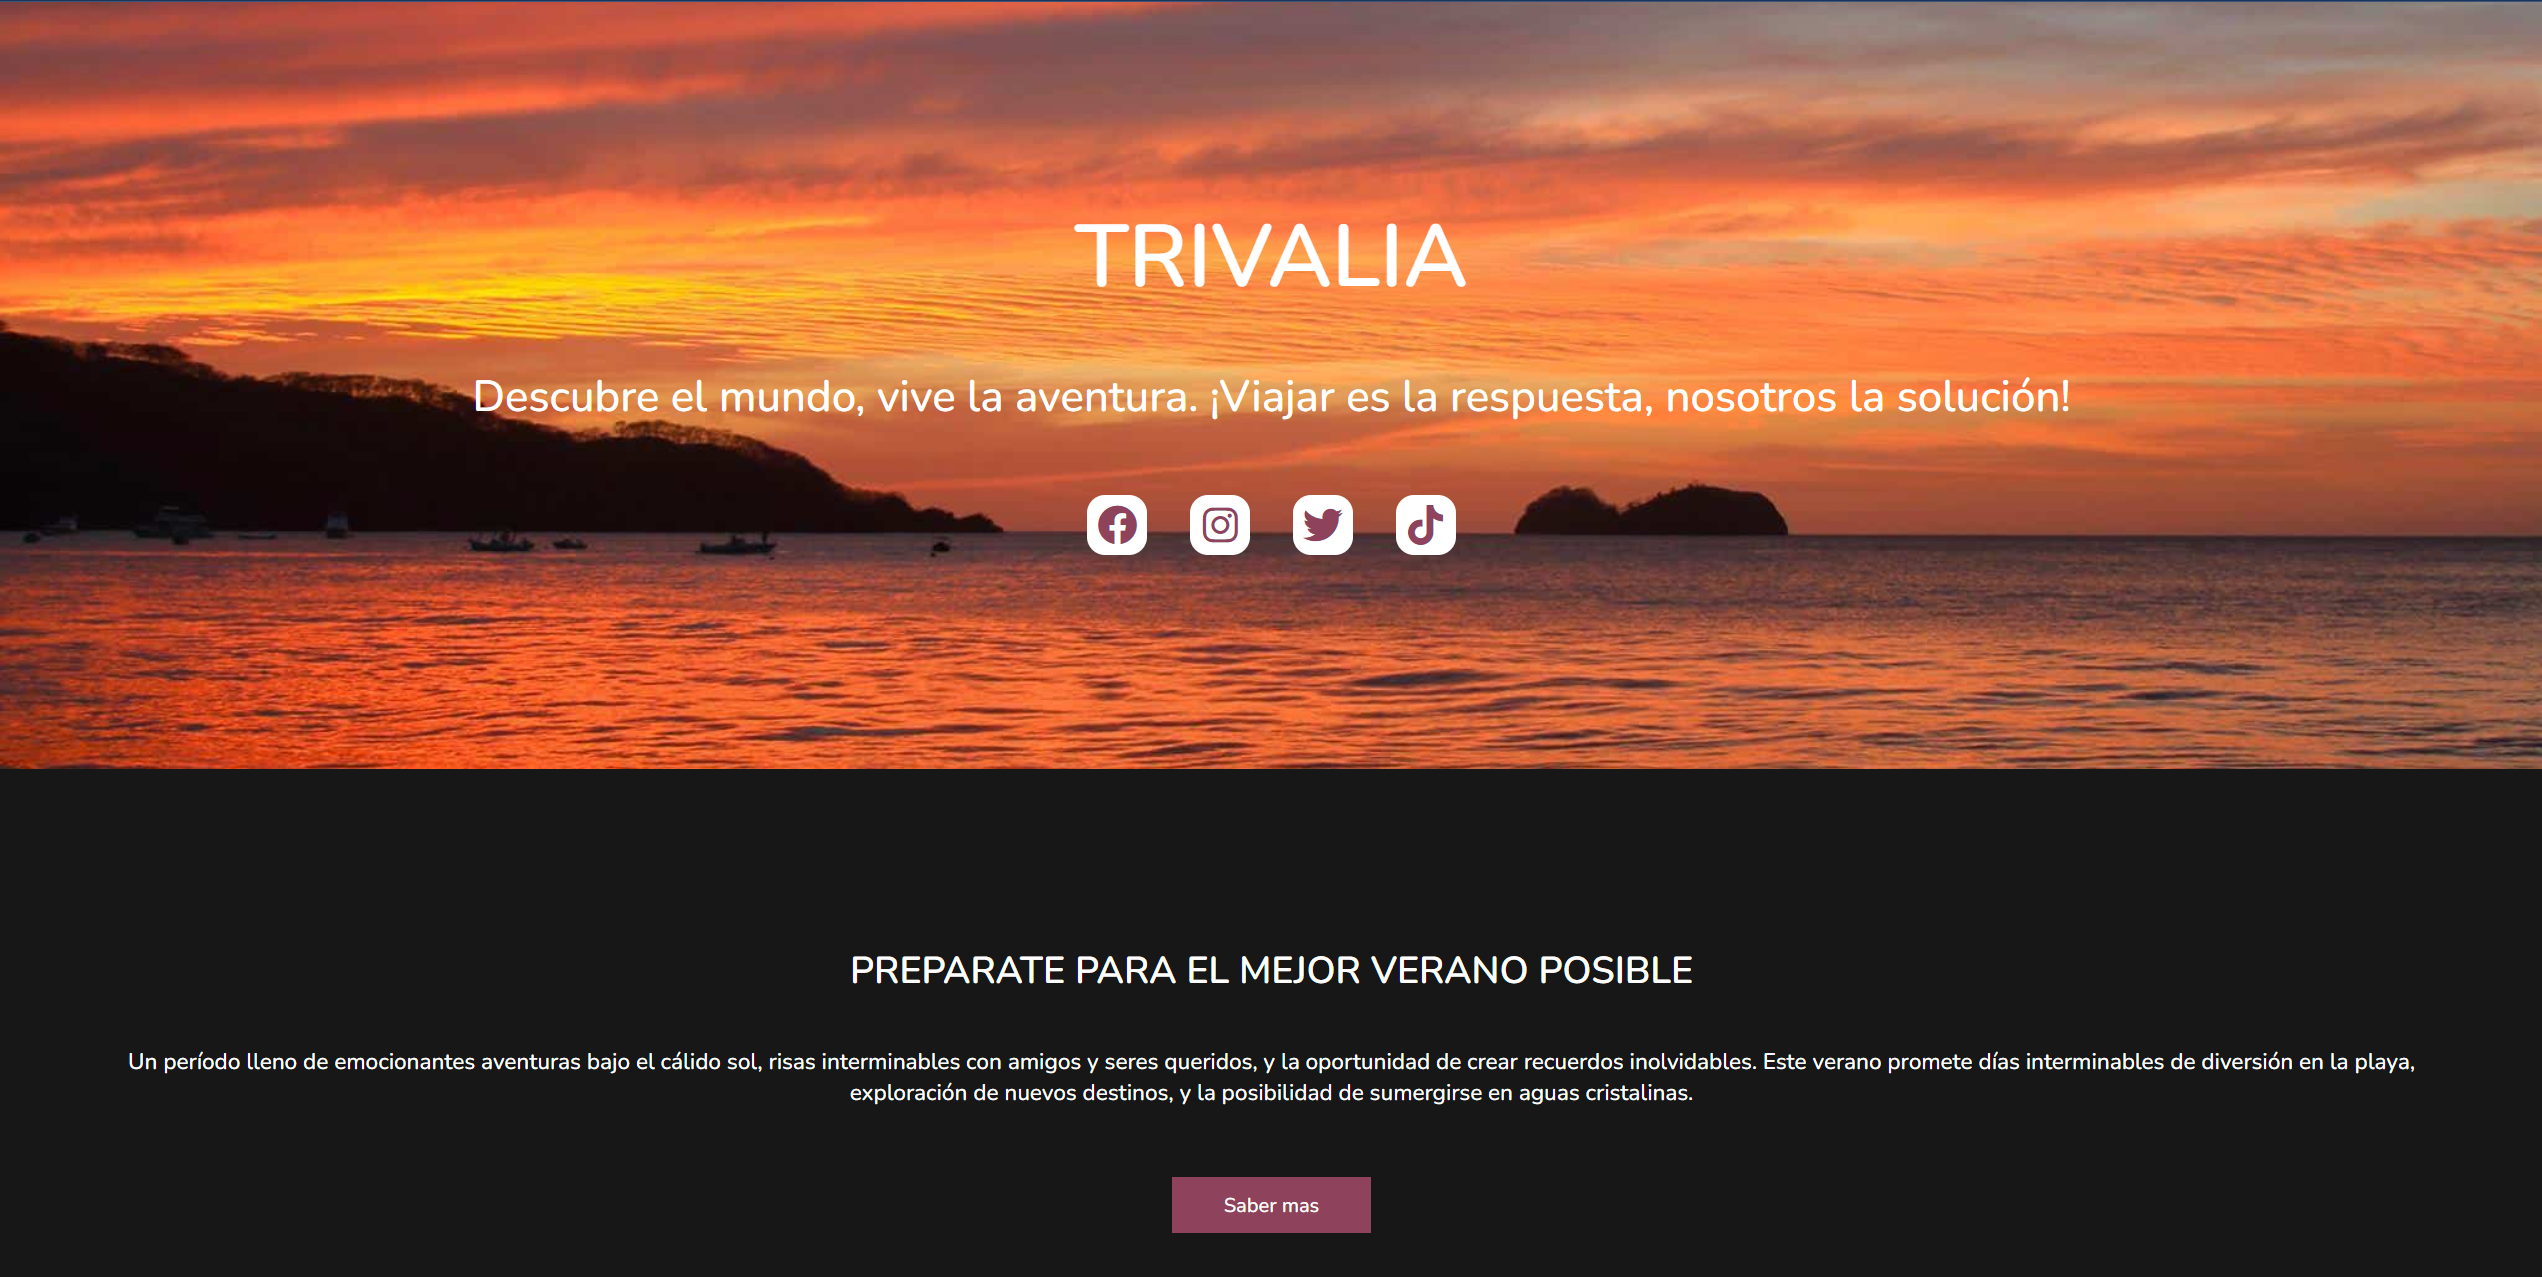 TRIVALIA
Descubre el mundo, vive la aventura. ¡Viajar es la respuesta, nosotros la solución!
PREPARATE PARA EL MEJOR VERANO POSIBLE
Un período lleno de emocionantes aventuras bajo el cálido sol, risas interminables con amigos y seres queridos, y la oportunidad de crear recuerdos inolvidables. Este verano promete días interminables de diversión en la playa,
exploración de nuevos destinos, y la posibilidad de sumergirse en aguas cristalinas.
Saber mas